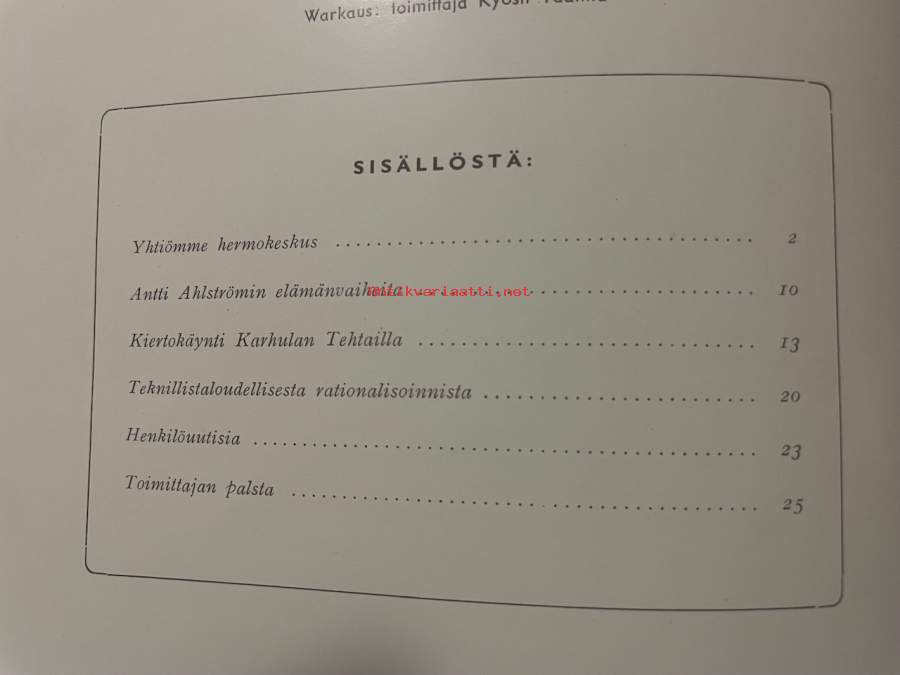 Warkaus: toimittaja Kyösti
SISÄLLÖSTÄ:
Yhtiömme hermokeskus 2
Antti Ahlströmin elämänvaiheita 10
Kiertokäynti Karhulan Tehtailla 13
Teknillistaloudellisesta rationalisoinnista 20
Henkilöuutisia 23
Toimittajan palsta 25